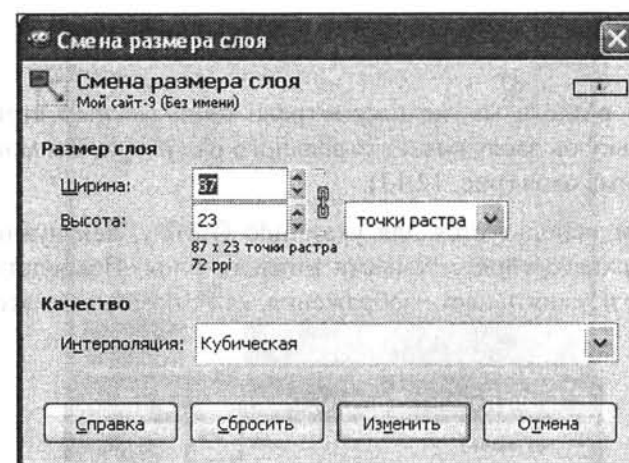 Смена размера слоя
Смена размера слоя
Мой сайт-9 (Без имени)
Размер слоя
Ширина: 87
Высота: 23 точки растра
87 x 23 точки растра
72 ppi
Качество
Интерполяция: Кубическая
Справка Сбросить Изменить Отмена